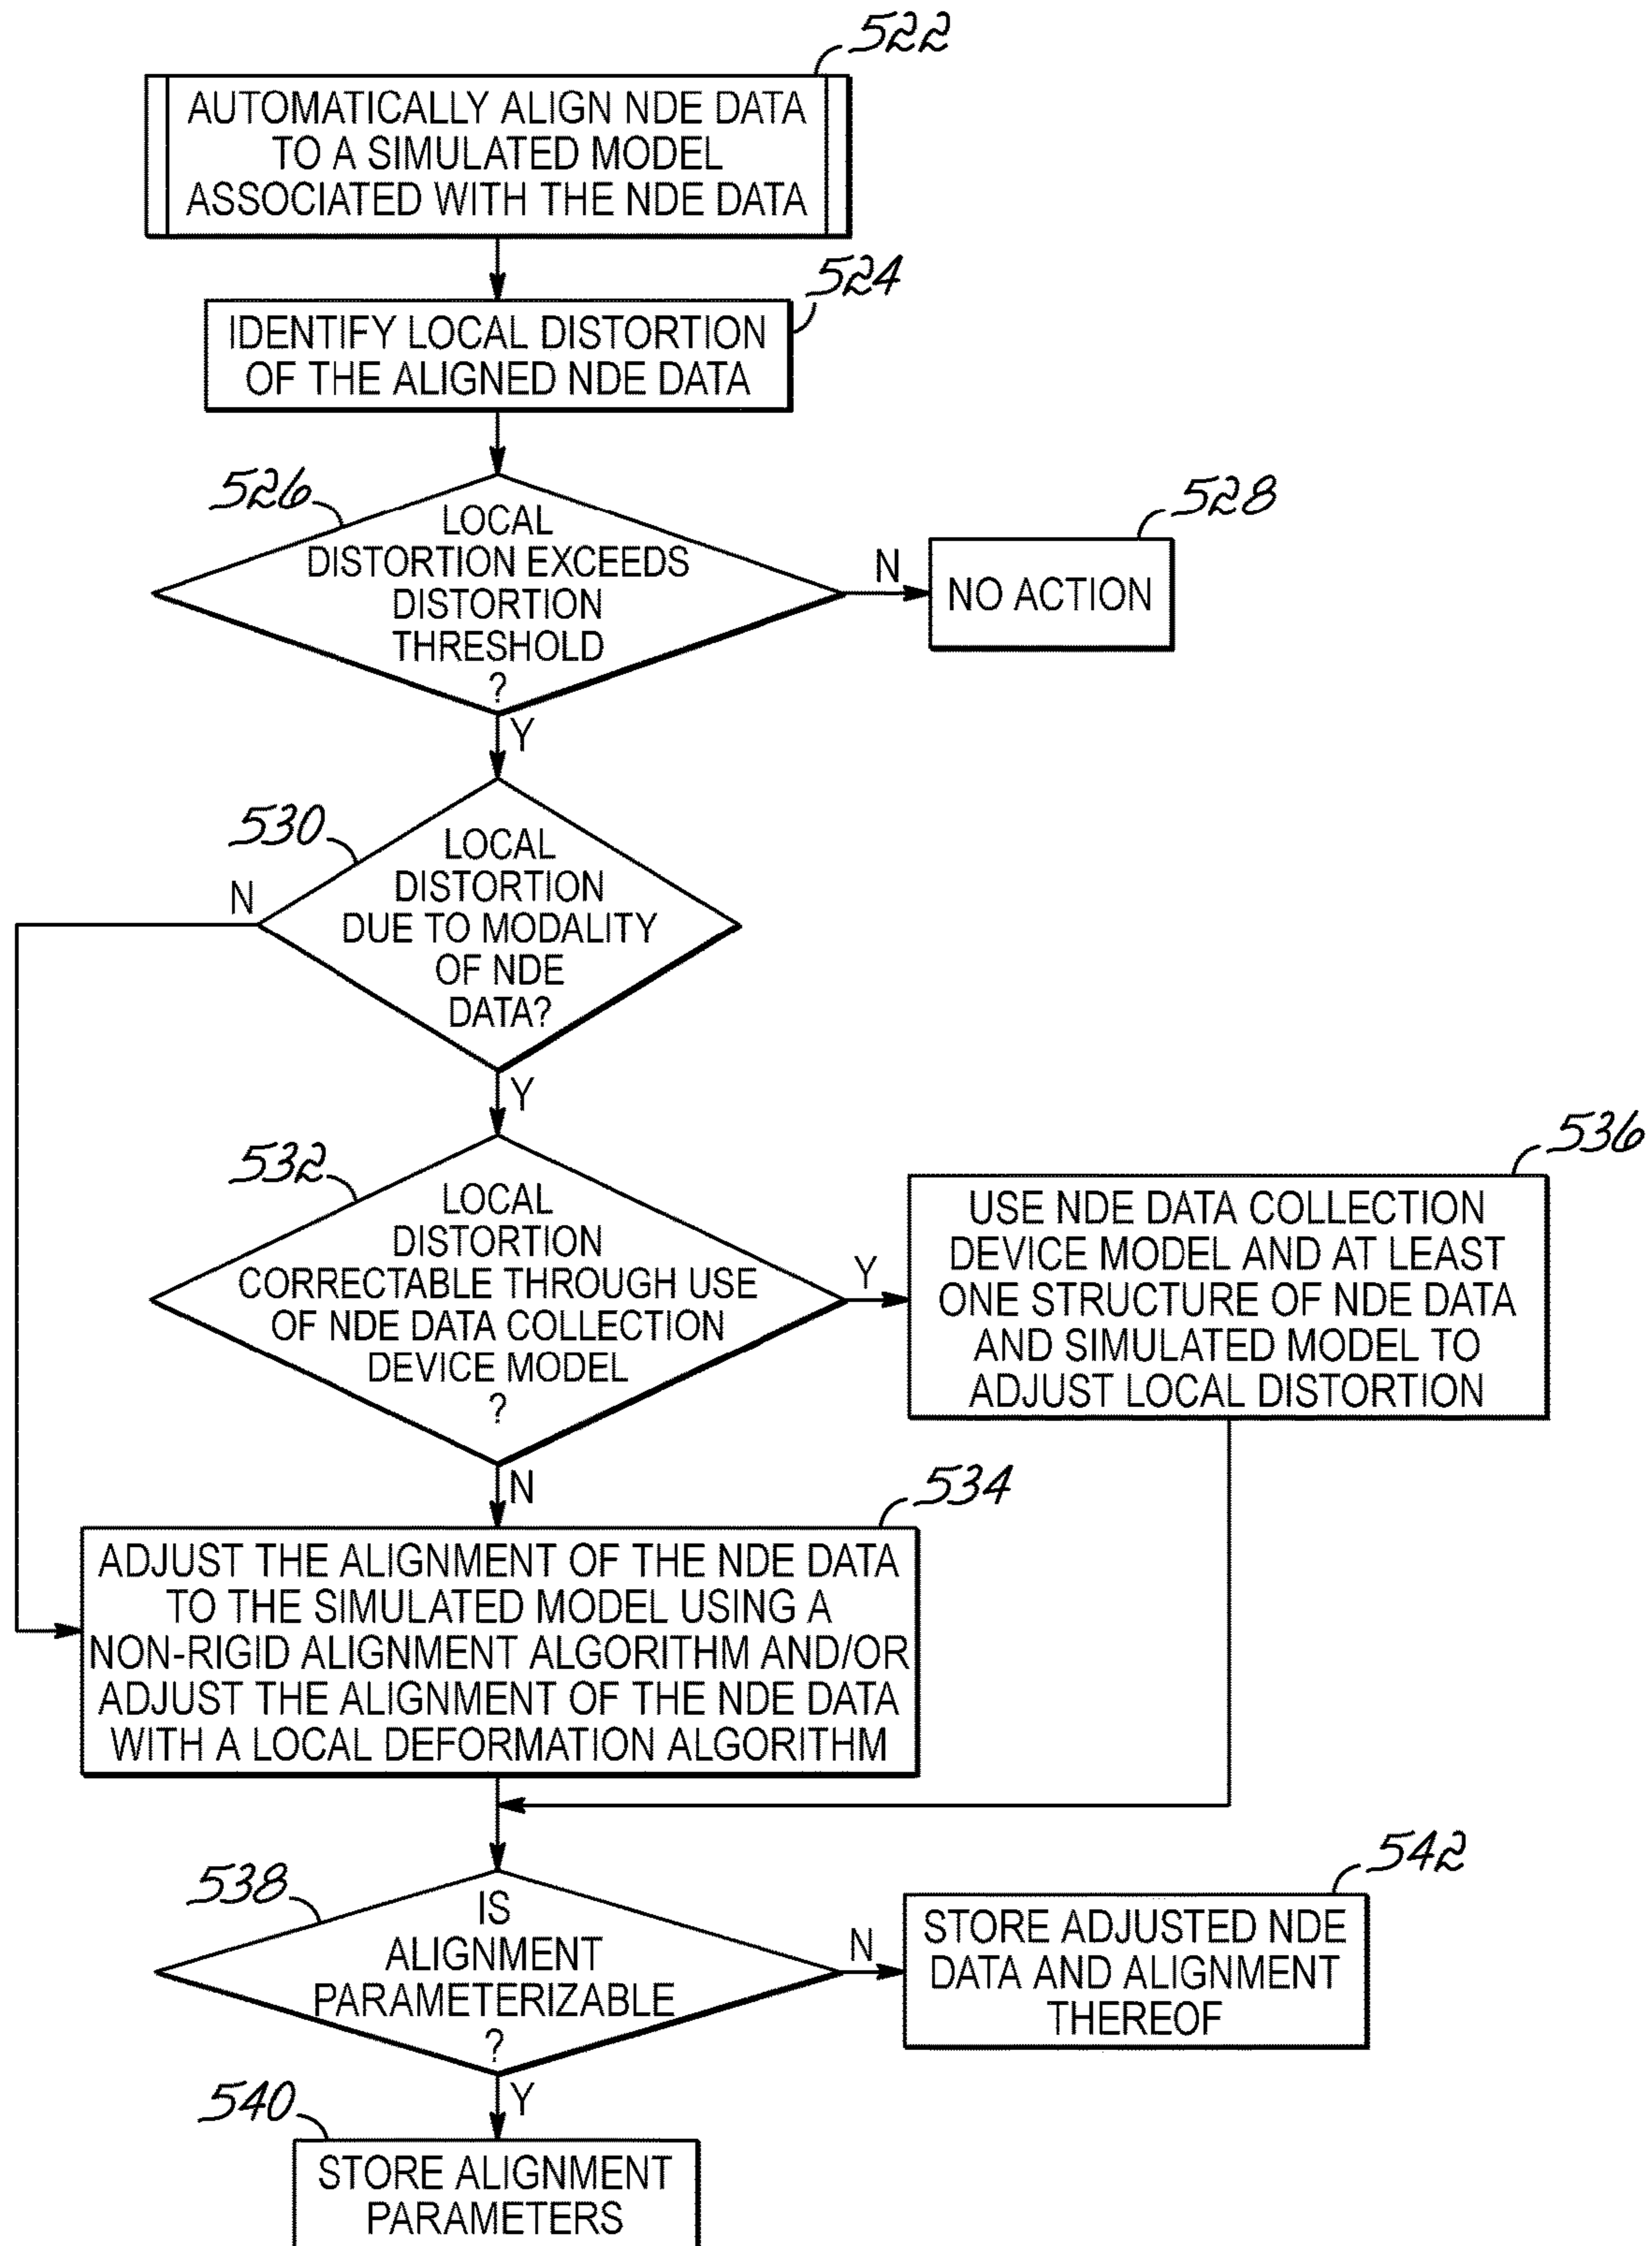 522
AUTOMATICALLY ALIGN NDE DATA
TO A SIMULATED MODEL
ASSOCIATED WITH THE NDE DATA
524
IDENTIFY LOCAL DISTORTION
OF THE ALIGNED NDE DATA
526
LOCAL
DISTORTION EXCEEDS
DISTORTION
THRESHOLD
?
N
528
NO ACTION
Y
530
LOCAL
DISTORTION
DUE TO MODALITY
OF NDE
DATA?
N
Y
532
LOCAL
DISTORTION
CORRECTABLE THROUGH USE
OF NDE DATA COLLECTION
DEVICE MODEL
?
Y
536
USE NDE DATA COLLECTION
DEVICE MODEL AND AT LEAST
ONE STRUCTURE OF NDE DATA
AND SIMULATED MODEL TO
ADJUST LOCAL DISTORTION
N
534
ADJUST THE ALIGNMENT OF THE NDE DATA
TO THE SIMULATED MODEL USING A
NON-RIGID ALIGNMENT ALGORITHM AND/OR
ADJUST THE ALIGNMENT OF THE NDE DATA
WITH A LOCAL DEFORMATION ALGORITHM
538
IS
ALIGNMENT
PARAMETERIZABLE
?
N
542
STORE ADJUSTED NDE
DATA AND ALIGNMENT
THEREOF
Y
540
STORE ALIGNMENT
PARAMETERS